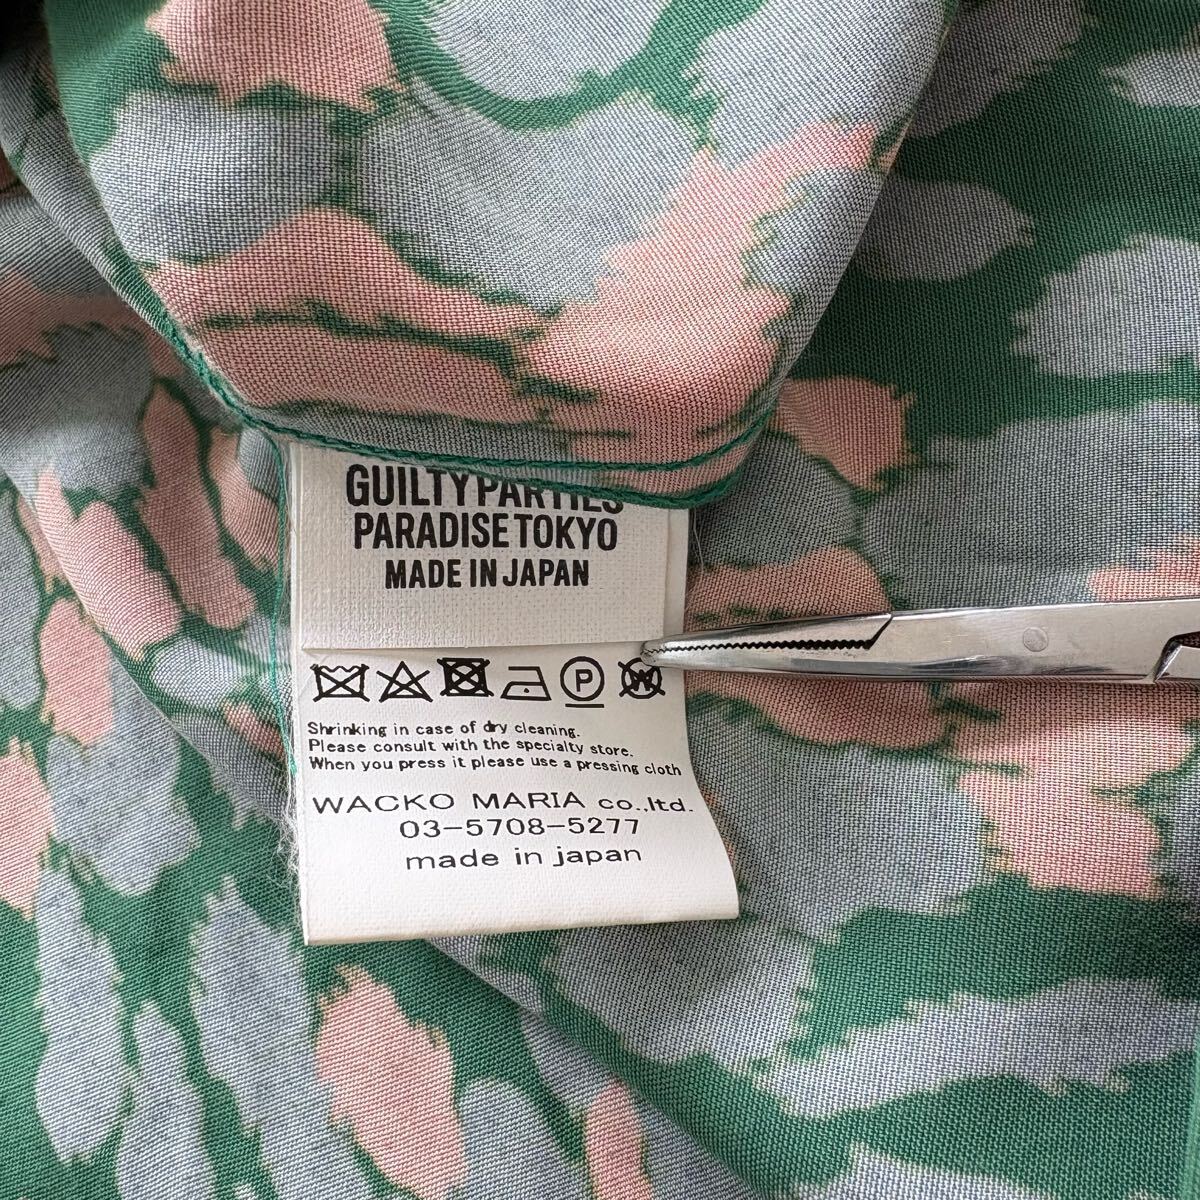 GUILTY PARTIES
PARADISE TOKYO
MADE IN JAPAN
P W
Shrinking in case of dry cleaning.
Please consult with the specialty store.
When you press it please use a pressing cloth
WACKO MARIA co.,ltd.
03-5708-5277
made in japan